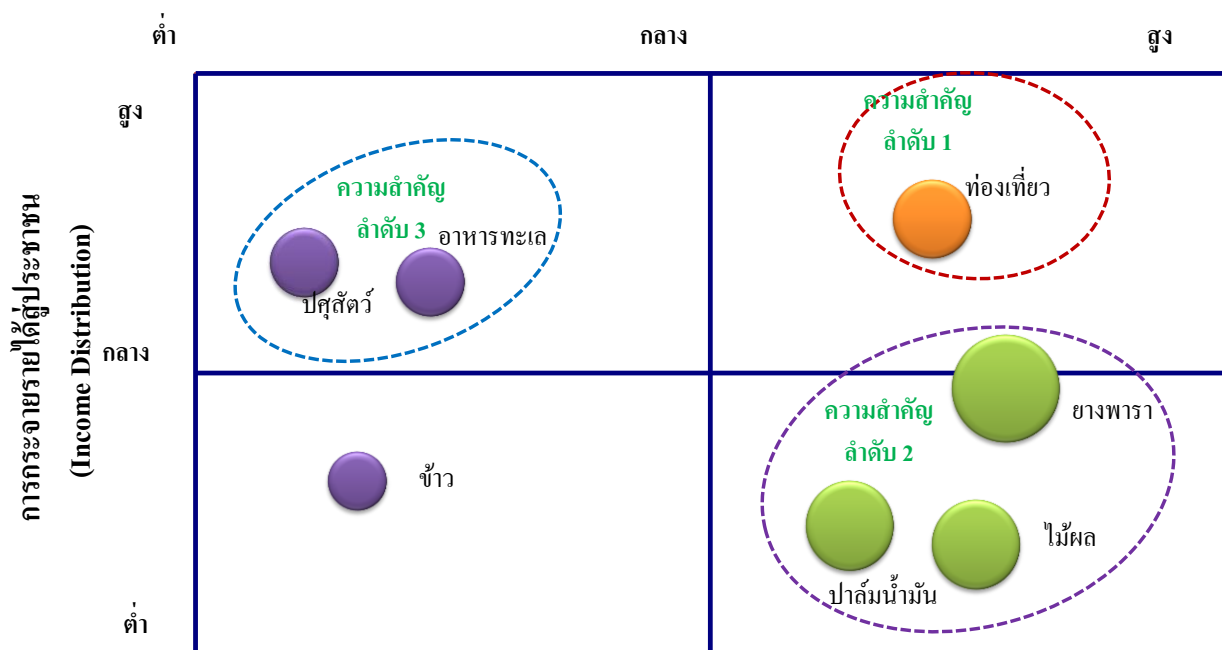 ต่ำ
กลาง
สูง
สูง
ความสำคัญ
ลำดับ 1
ท่องเที่ยว
ความสำคัญ
ลำดับ 3
อาหารทะเล
ปศุสัตว์
การกระจายรายได้สู่ประชาชน
(Income Distribution)
กลาง
ความสำคัญ
ลำดับ 2
ยางพารา
ข้าว
ไม้ผล
ปาล์มน้ำมัน
ต่ำ